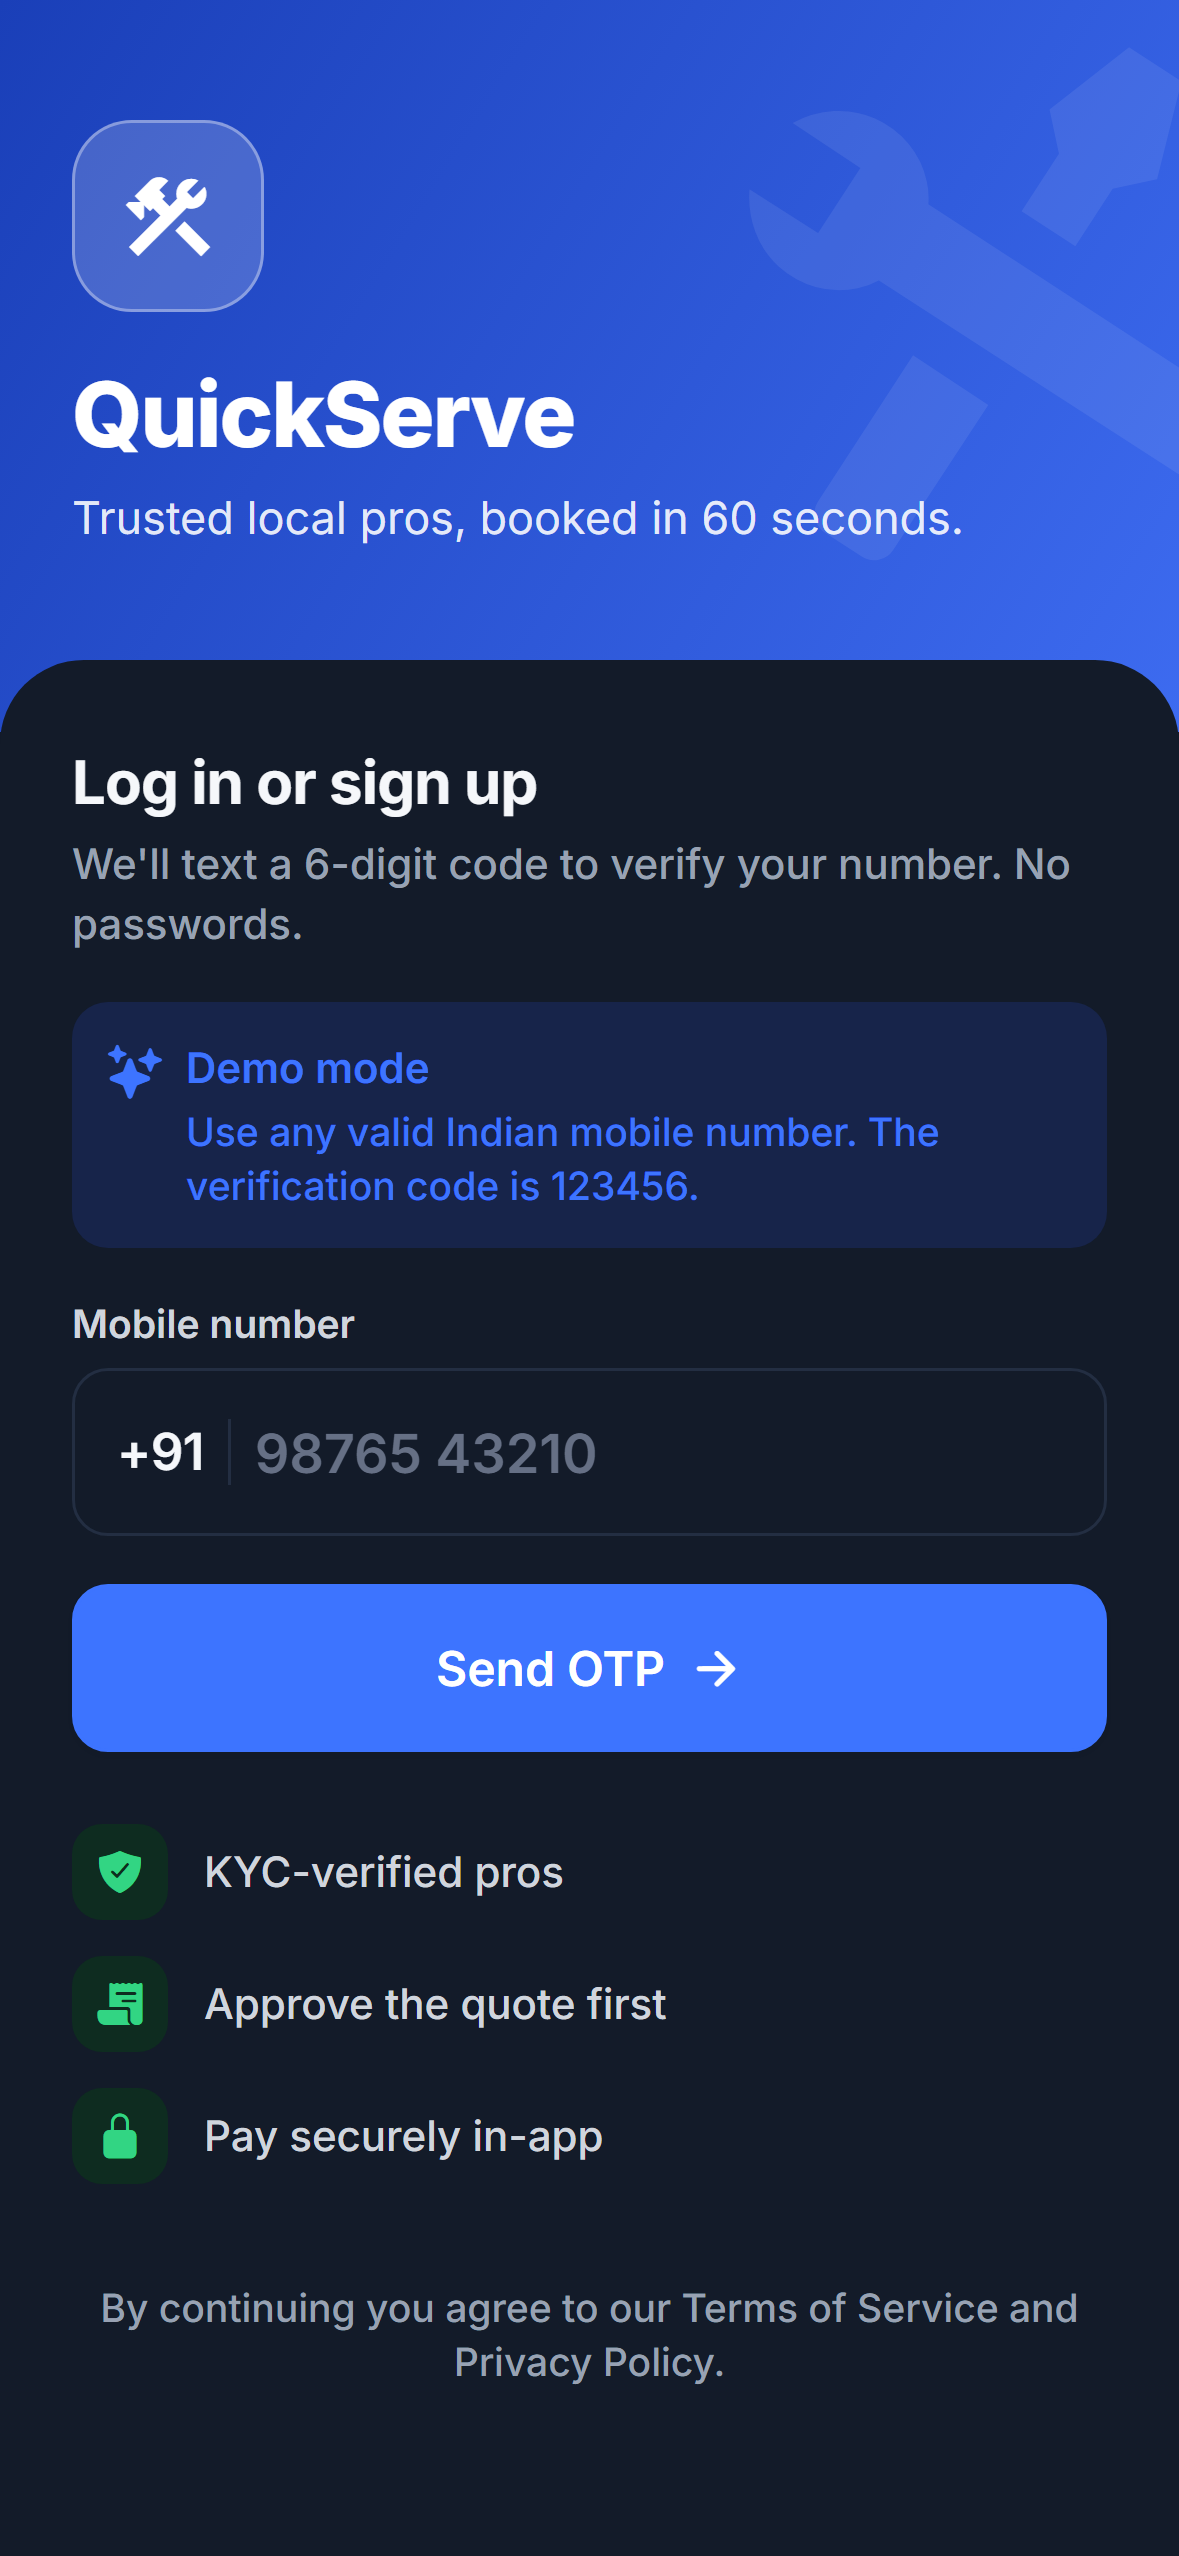 QuickServe
Trusted local pros, booked in 60 seconds.
Log in or sign up
We'll text a 6-digit code to verify your number. No
passwords.
Demo mode
Use any valid Indian mobile number. The
verification code is 123456.
Mobile number
+91 98765 43210
Send OTP →
KYC-verified pros
Approve the quote first
Pay securely in-app
By continuing you agree to our Terms of Service and
Privacy Policy.